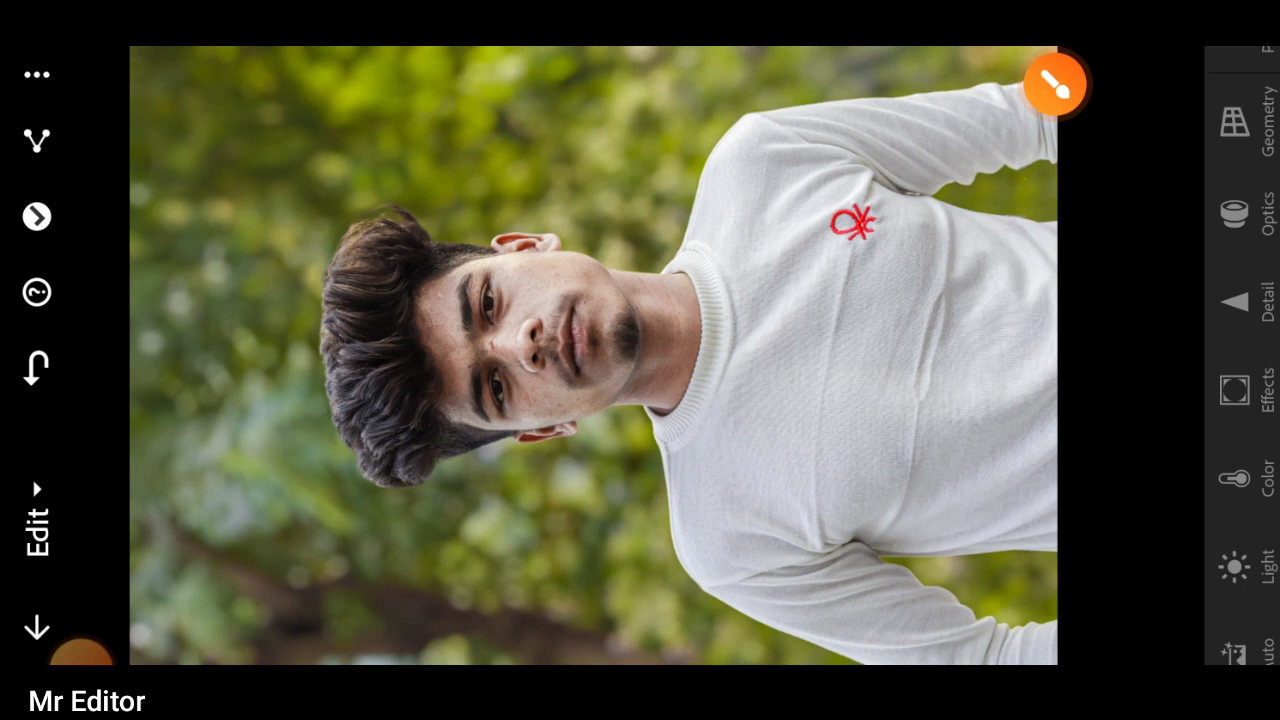 Edit
Auto
Light
Color
Effects
Detail
Optics
Geometry
Mr Editor